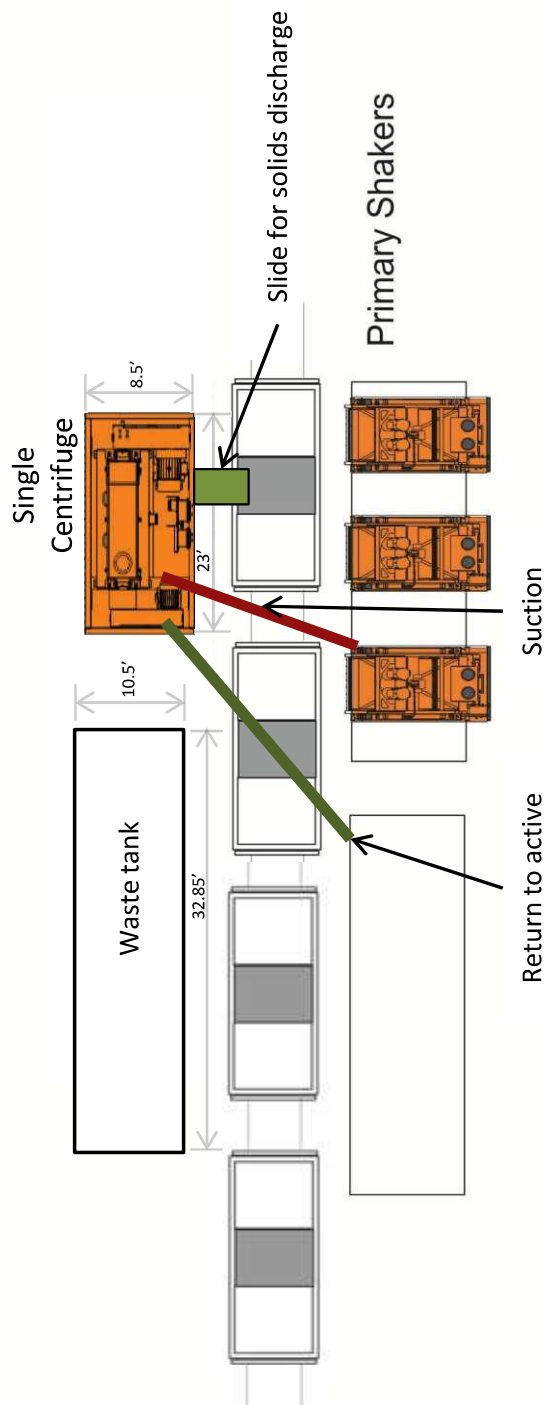 Single
Centrifuge
8.5’
23’
Slide for solids discharge
Primary Shakers
Waste tank
10.5’
32.85’
Suction
Return to active